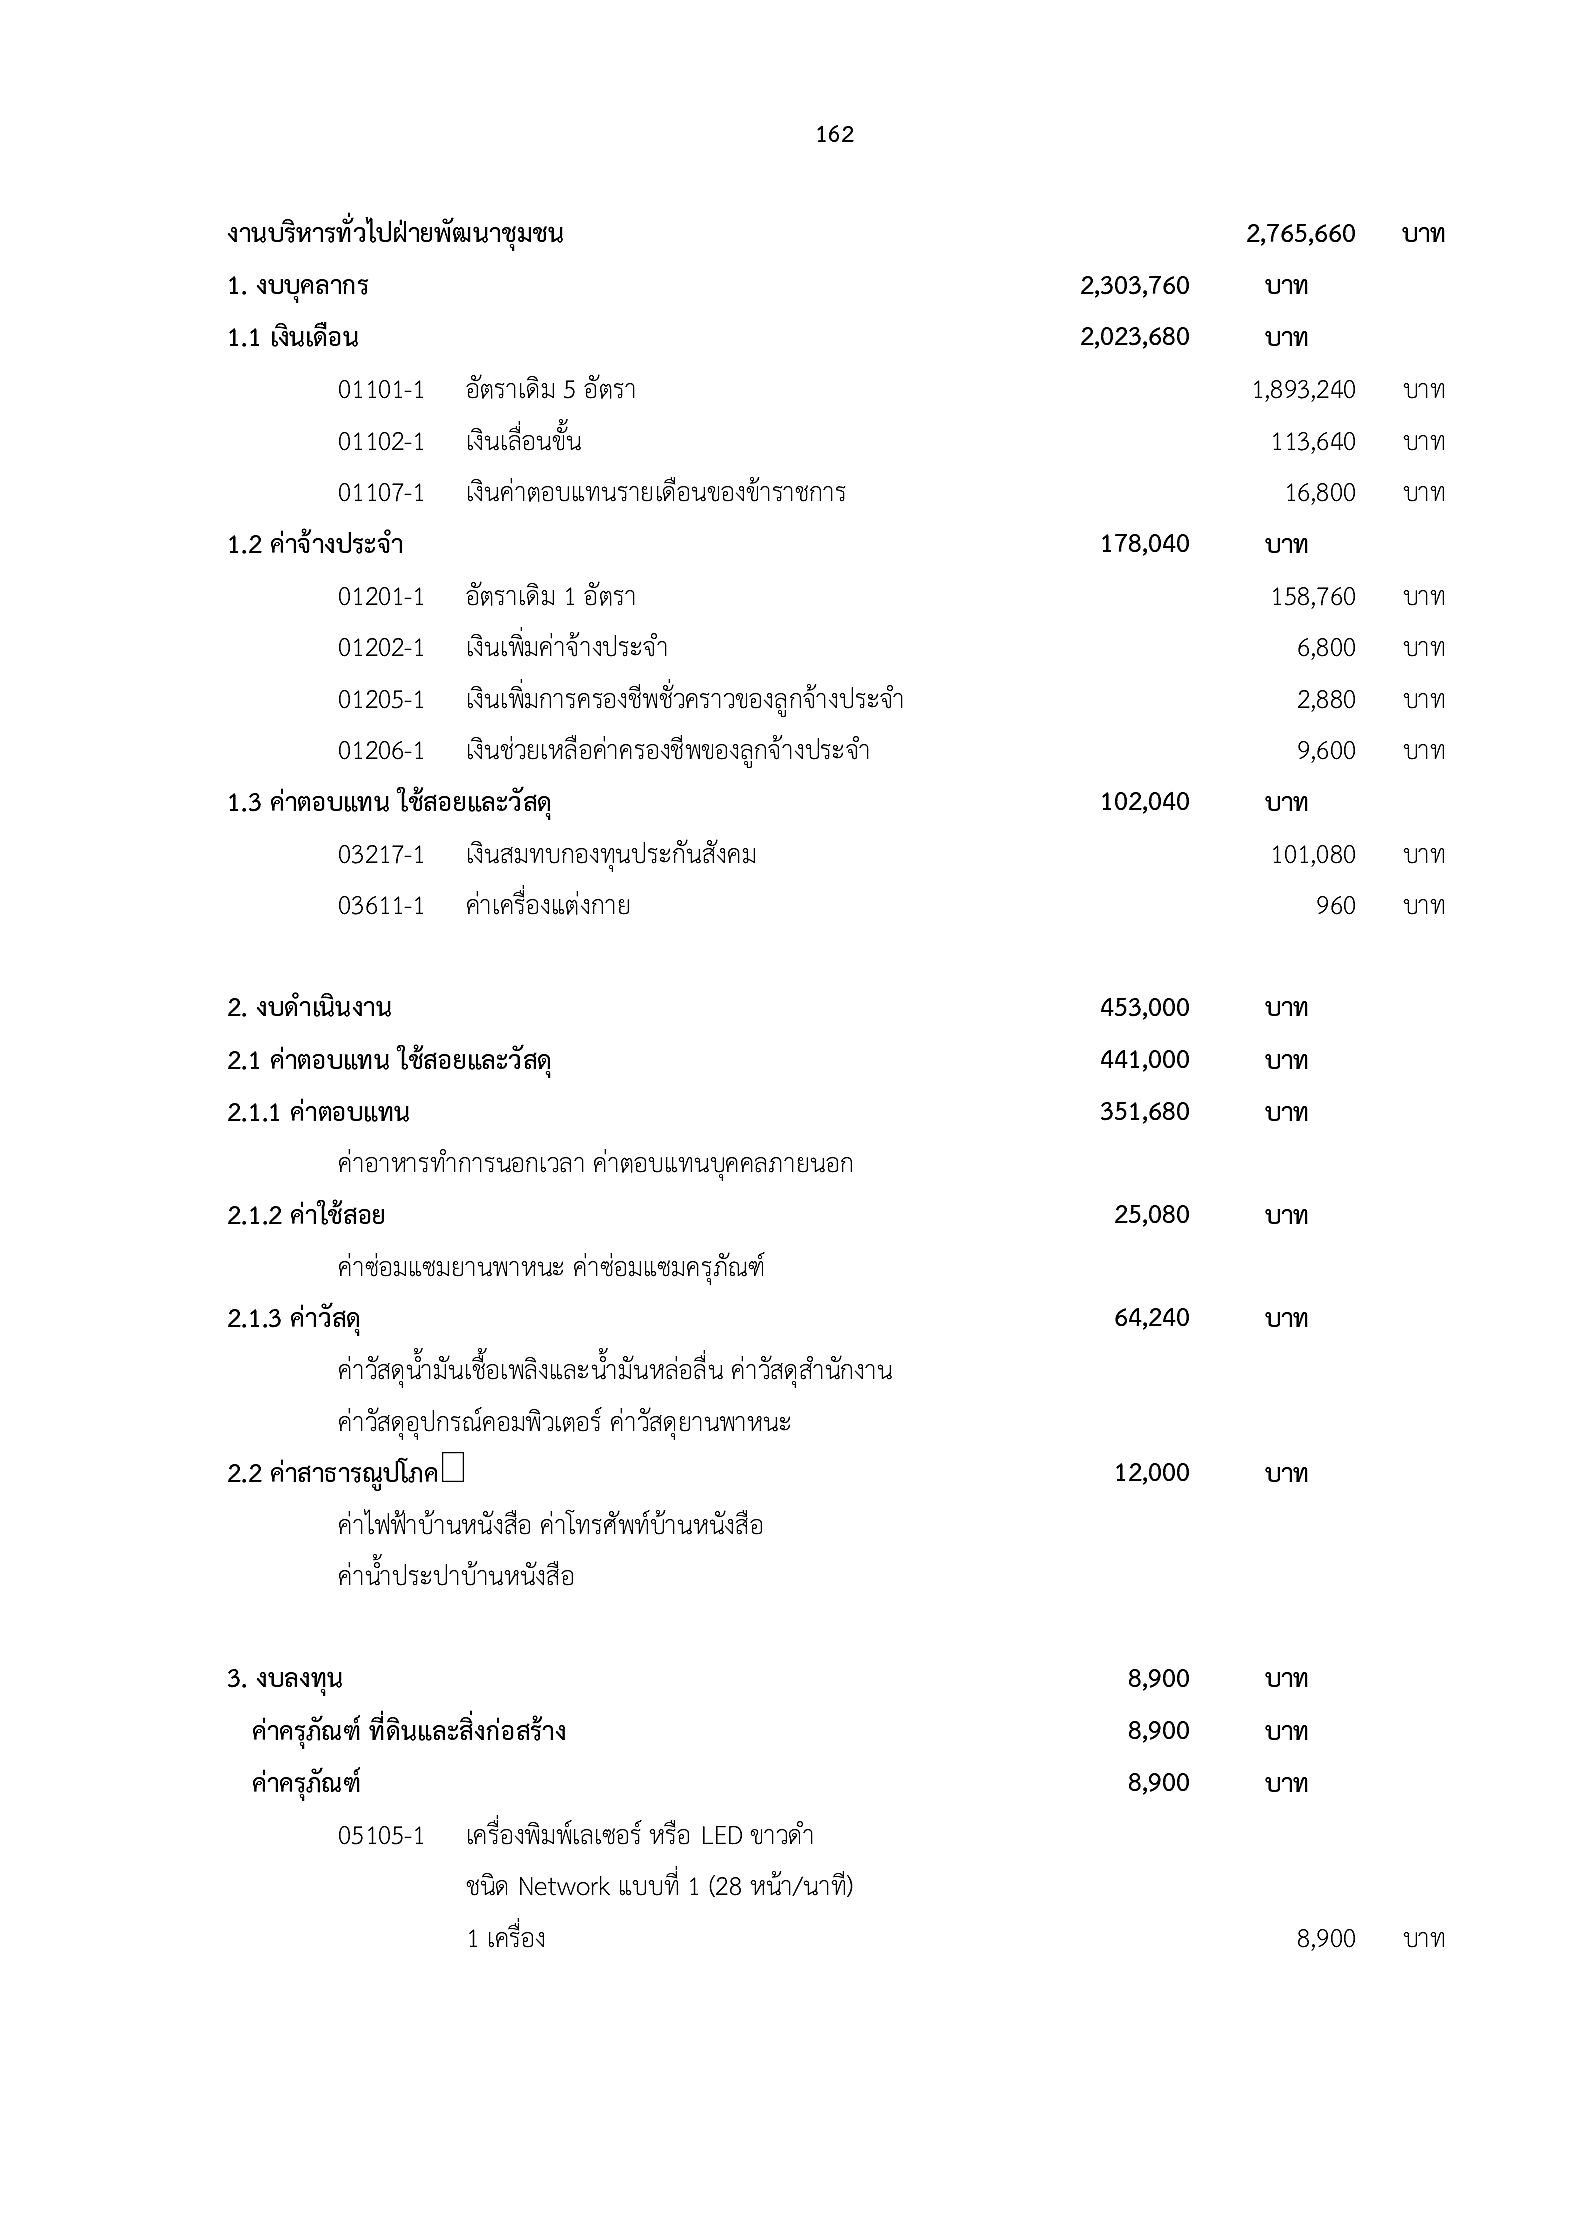 162
งานบริหารทั่วไปฝ่ายพัฒนาชุมชน 2,765,660 บาท
1. งบบุคลากร 2,303,760 บาท
1.1 เงินเดือน 2,023,680 บาท
01101-1 อัตราเดิม 5 อัตรา 1,893,240 บาท
01102-1 เงินเลื่อนขั้น 113,640 บาท
01107-1 เงินค่าตอบแทนรายเดือนของข้าราชการ 16,800 บาท
1.2 ค่าจ้างประจำ 178,040 บาท
01201-1 อัตราเดิม 1 อัตรา 158,760 บาท
01202-1 เงินเพิ่มค่าจ้างประจำ 6,800 บาท
01205-1 เงินเพิ่มการครองชีพชั่วคราวของลูกจ้างประจำ 2,880 บาท
01206-1 เงินช่วยเหลือค่าครองชีพของลูกจ้างประจำ 9,600 บาท
1.3 ค่าตอบแทน ใช้สอยและวัสดุ 102,040 บาท
03217-1 เงินสมทบกองทุนประกันสังคม 101,080 บาท
03611-1 ค่าเครื่องแต่งกาย 960 บาท
2. งบดำเนินงาน 453,000 บาท
2.1 ค่าตอบแทน ใช้สอยและวัสดุ 441,000 บาท
2.1.1 ค่าตอบแทน 351,680 บาท
ค่าอาหารทำการนอกเวลา ค่าตอบแทนบุคคลภายนอก
2.1.2 ค่าใช้สอย 25,080 บาท
ค่าซ่อมแซมยานพาหนะ ค่าซ่อมแซมครุภัณฑ์
2.1.3 ค่าวัสดุ 64,240 บาท
ค่าวัสดุน้ำมันเชื้อเพลิงและน้ำมันหล่อลื่น ค่าวัสดุสำนักงาน
ค่าวัสดุอุปกรณ์คอมพิวเตอร์ ค่าวัสดุยานพาหนะ
2.2 ค่าสาธารณูปโภค 12,000 บาท
ค่าไฟฟ้าบ้านหนังสือ ค่าโทรศัพท์บ้านหนังสือ
ค่าน้ำประปาบ้านหนังสือ
3. งบลงทุน 8,900 บาท
ค่าครุภัณฑ์ ที่ดินและสิ่งก่อสร้าง 8,900 บาท
ค่าครุภัณฑ์ 8,900 บาท
05105-1 เครื่องพิมพ์เลเซอร์ หรือ LED ขาวดำ
ชนิด Network แบบที่ 1 (28 หน้า/นาที)
1 เครื่อง 8,900 บาท